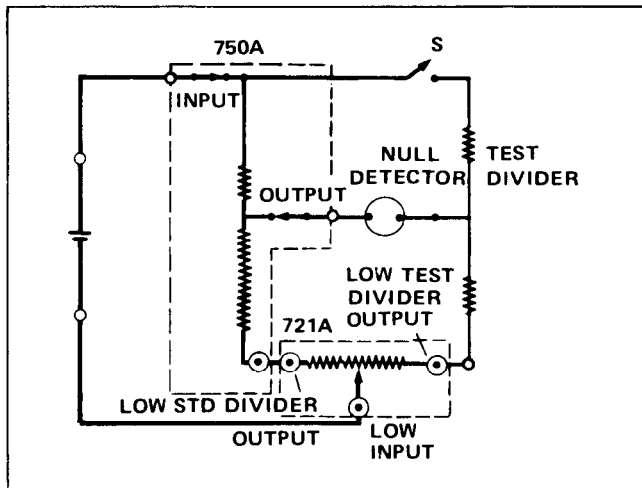 750A
S
INPUT
NULL
DETECTOR
TEST
DIVIDER
OUTPUT
LOW TEST
DIVIDER
OUTPUT
721A
LOW STD DIVIDER
OUTPUT
LOW
INPUT